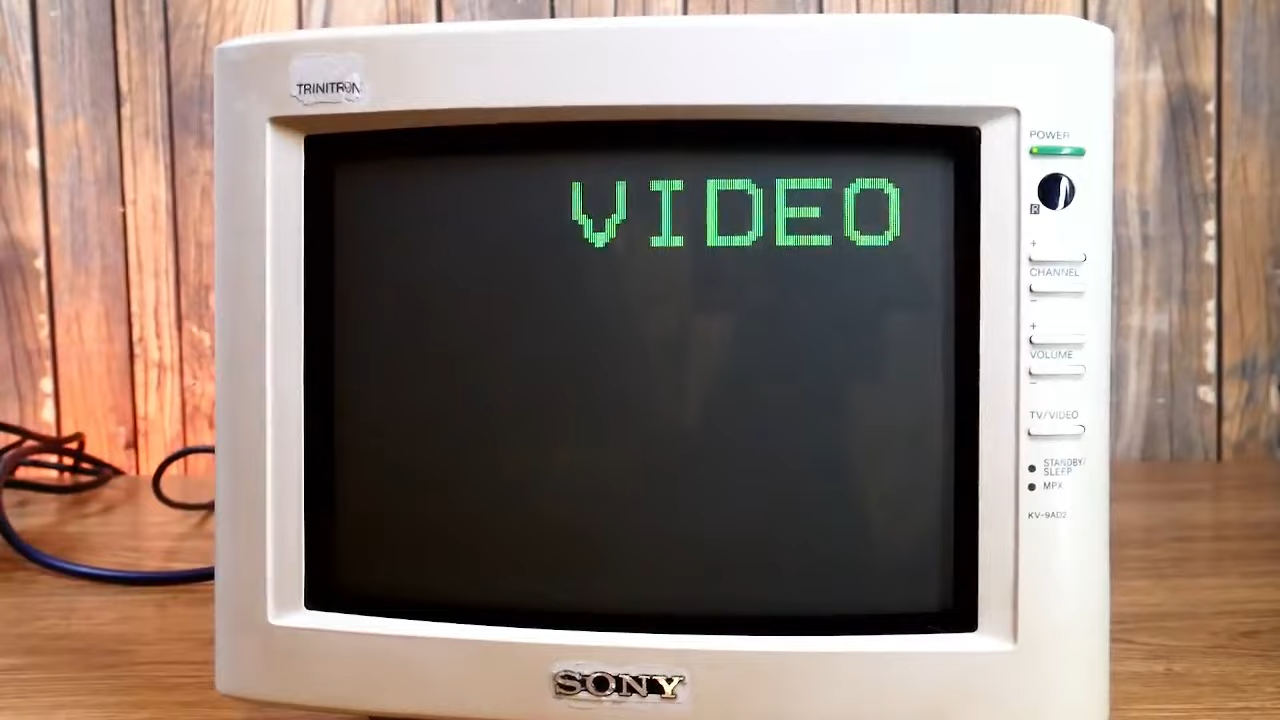 TRINITRON
VIDEO
POWER
R
+
CHANNEL
-
+
VOLUME
-
TV/VIDEO
STANDBY/
SLEEP
MPX
KV-9AD2
SONY